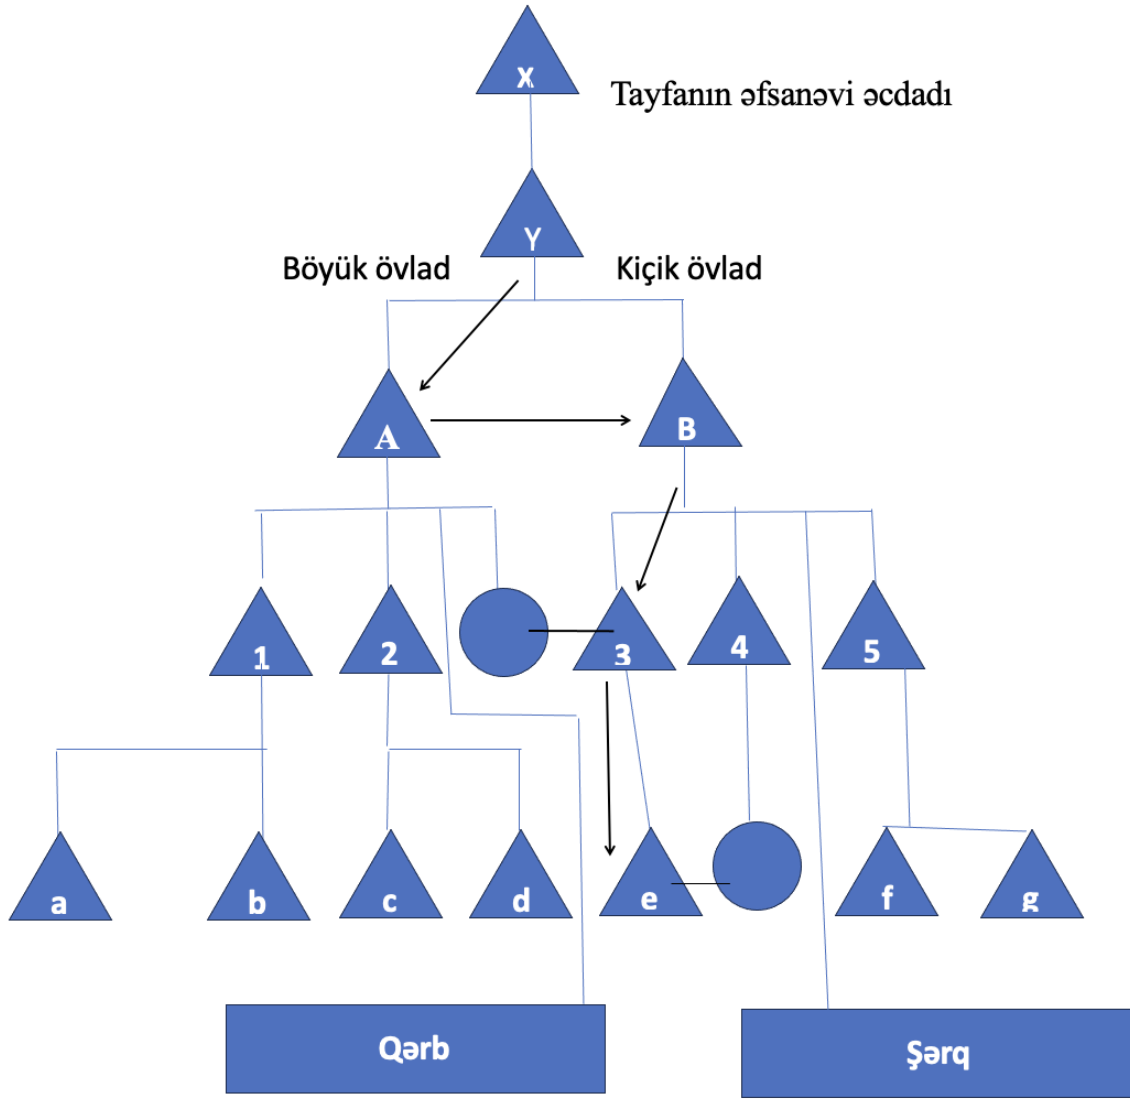 X
Tayfanın əfsanəvi əcdadı
Y
Böyük övlad
Kiçik övlad
A
B
1
2
3
4
5
a
b
c
d
e
f
g
Qərb
Şərq